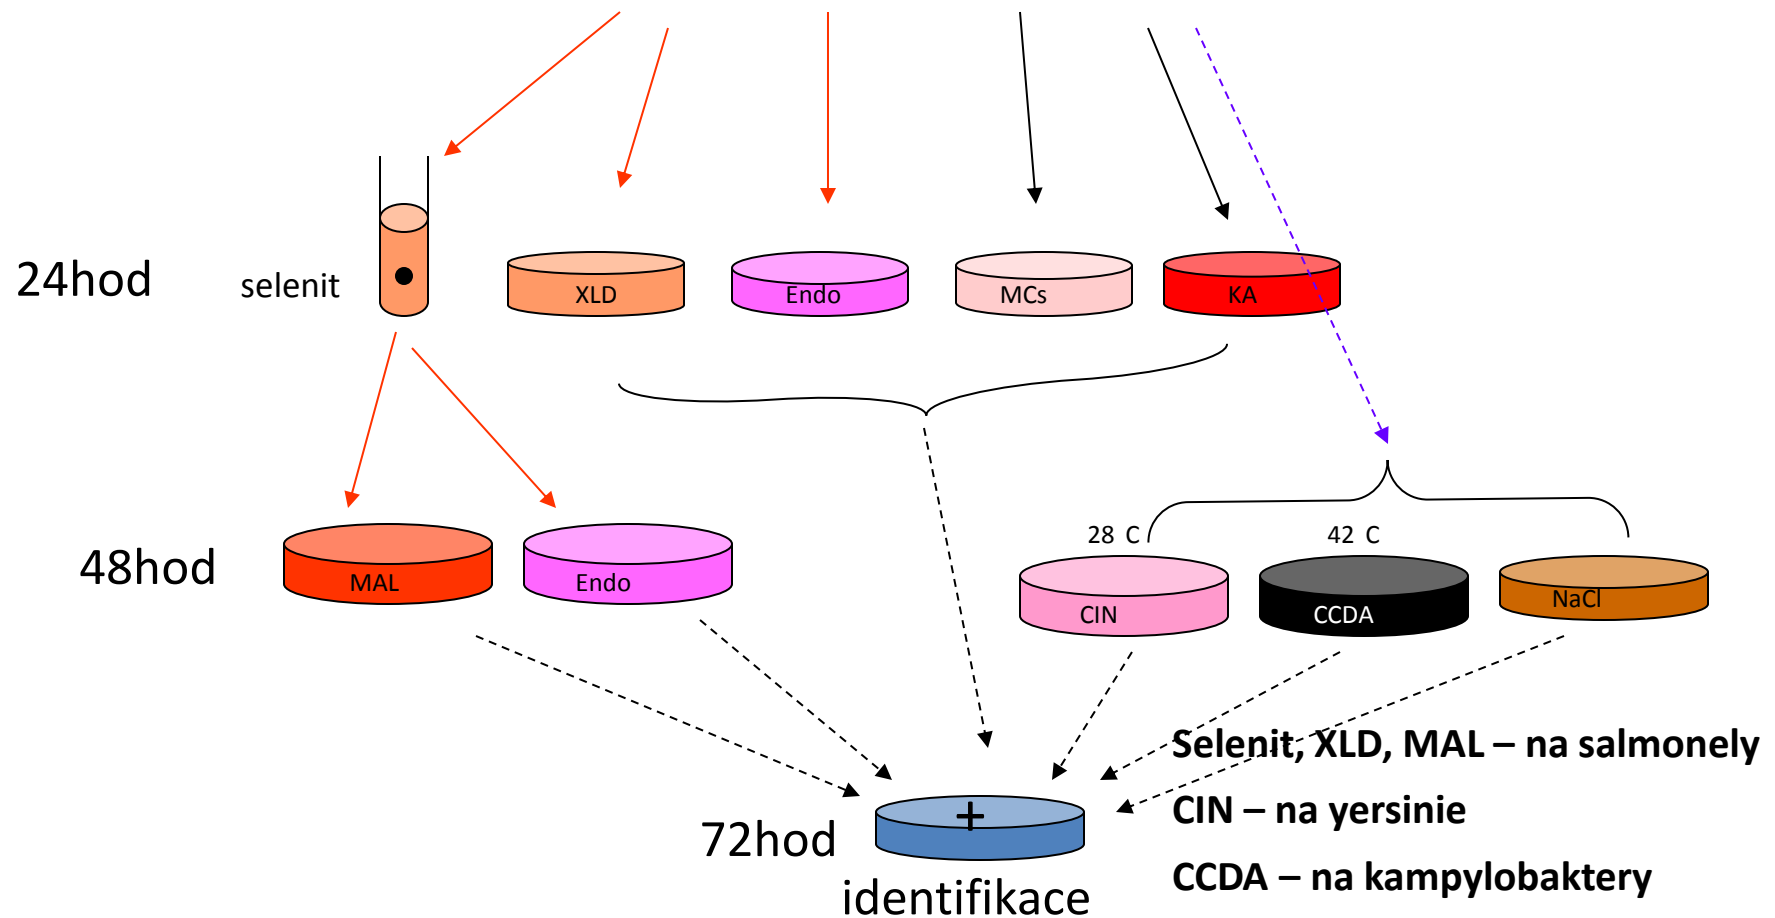 24hod
selenit
XLD
Endo
MCs
KA
28 C
42 C
48hod
MAL
Endo
CIN
CCDA
NaCl
Selenit, XLD, MAL – na salmonely
+
CIN – na yersinie
72hod
CCDA – na kampylobaktery
identifikace